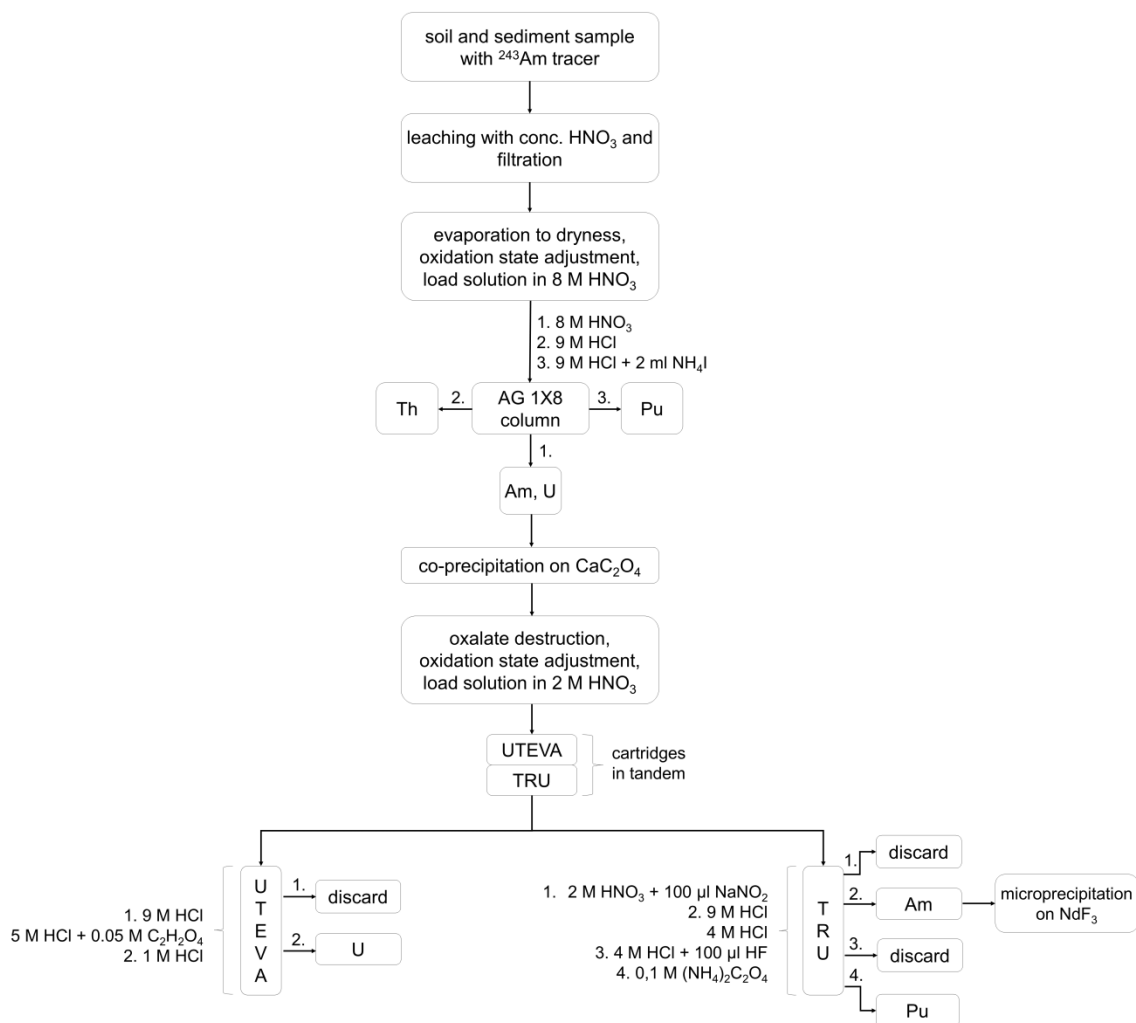 soil and sediment sample
with ²⁴³Am tracer
leaching with conc. HNO₃ and
filtration
evaporation to dryness,
oxidation state adjustment,
load solution in 8 M HNO₃
1. 8 M HNO₃
2. 9 M HCl
3. 9 M HCl + 2 ml NH₄I
Th
2.
AG 1X8
column
3.
Pu
1.
Am, U
co-precipitation on CaC₂O₄
oxalate destruction,
oxidation state adjustment,
load solution in 2 M HNO₃
UTEVA
TRU
cartridges
in tandem
1. 9 M HCl
5 M HCl + 0.05 M C₂H₂O₄
2. 1 M HCl
U
T
E
V
A
1.
discard
2.
U
1. 2 M HNO₃ + 100 µl NaNO₂
2. 9 M HCl
4 M HCl
3. 4 M HCl + 100 µl HF
4. 0,1 M (NH₄)₂C₂O₄
T
R
U
1.
discard
2.
Am
microprecipitation
on NdF₃
3.
discard
4.
Pu